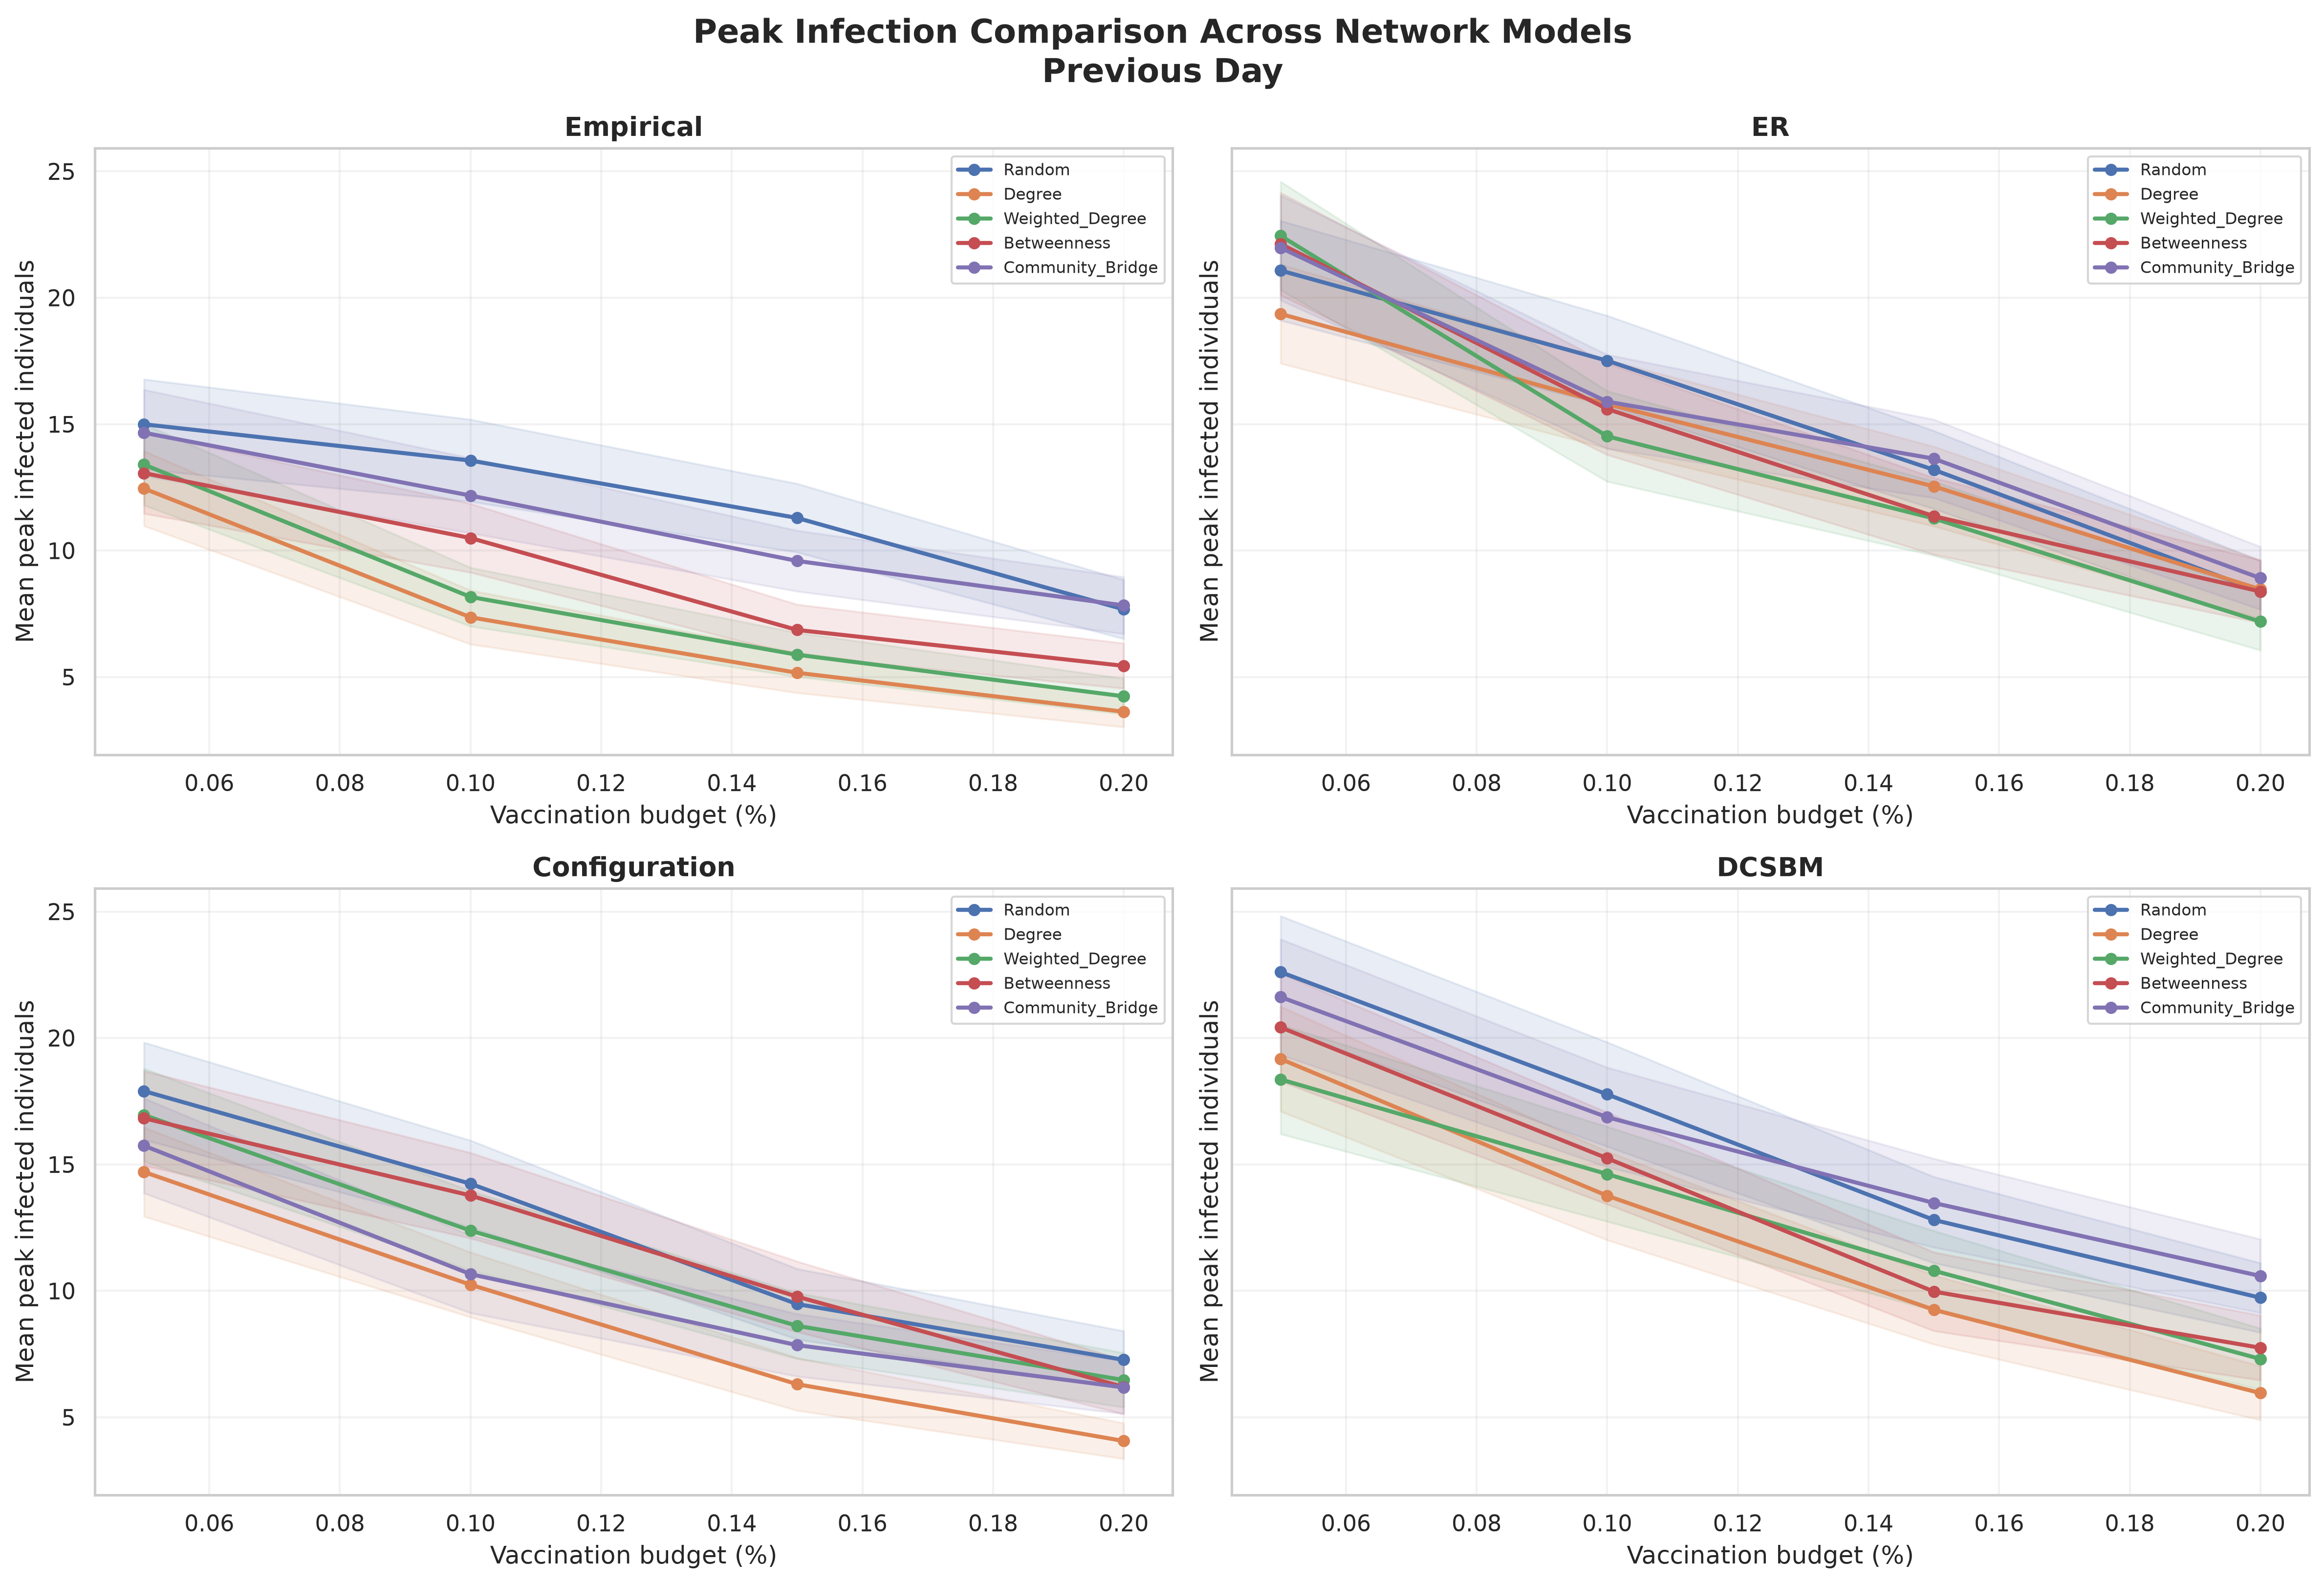 Peak Infection Comparison Across Network Models
Previous Day
Empirical
Mean peak infected individuals
25
20
15
10
5
Random
Degree
Weighted_Degree
Betweenness
Community_Bridge
0.06 0.08 0.10 0.12 0.14 0.16 0.18 0.20
Vaccination budget (%)
ER
Mean peak infected individuals
Random
Degree
Weighted_Degree
Betweenness
Community_Bridge
0.06 0.08 0.10 0.12 0.14 0.16 0.18 0.20
Vaccination budget (%)
Configuration
Mean peak infected individuals
25
20
15
10
5
Random
Degree
Weighted_Degree
Betweenness
Community_Bridge
0.06 0.08 0.10 0.12 0.14 0.16 0.18 0.20
Vaccination budget (%)
DCSBM
Mean peak infected individuals
Random
Degree
Weighted_Degree
Betweenness
Community_Bridge
0.06 0.08 0.10 0.12 0.14 0.16 0.18 0.20
Vaccination budget (%)